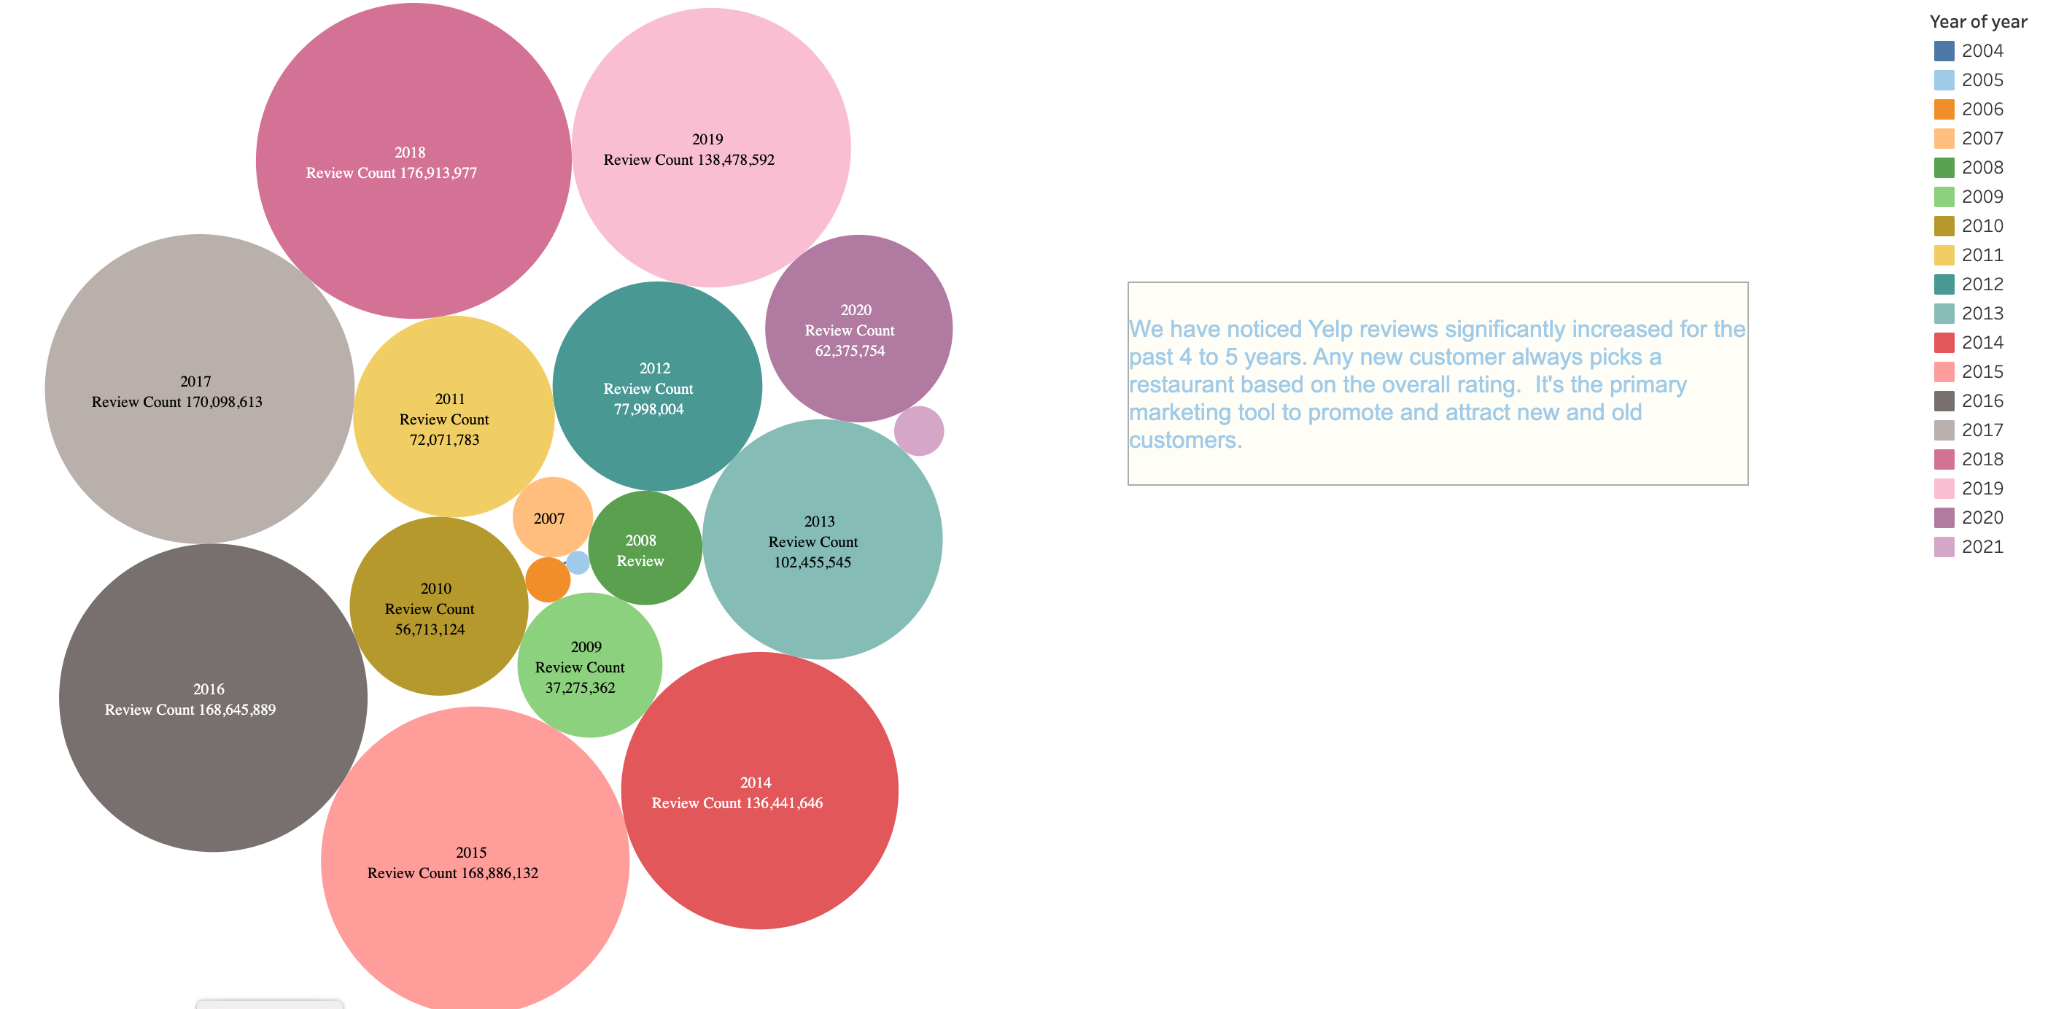 2018
Review Count 176,913,977
2019
Review Count 138,478,592
2020
Review Count
62,375,754
2017
Review Count 170,098,613
2011
Review Count
72,071,783
2012
Review Count
77,998,004
2007
2008
Review
2013
Review Count
102,455,545
2010
Review Count
56,713,124
2009
Review Count
37,275,362
2016
Review Count 168,645,889
2014
Review Count 136,441,646
2015
Review Count 168,886,132
We have noticed Yelp reviews significantly increased for the
past 4 to 5 years. Any new customer always picks a
restaurant based on the overall rating.  It's the primary
marketing tool to promote and attract new and old
customers.
Year of year
2004
2005
2006
2007
2008
2009
2010
2011
2012
2013
2014
2015
2016
2017
2018
2019
2020
2021